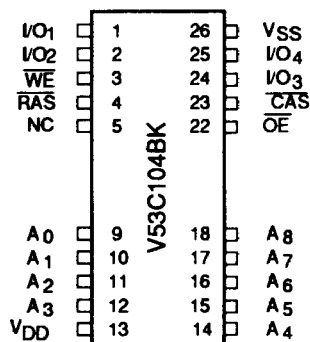 I/O1 1 26 VSS
I/O2 2 25 I/O4
WE 3 24 I/O3
RAS 4 23 CAS
NC 5 22 OE
V53C104BK
A0 9 18 A8
A1 10 17 A7
A2 11 16 A6
A3 12 15 A5
VDD 13 14 A4